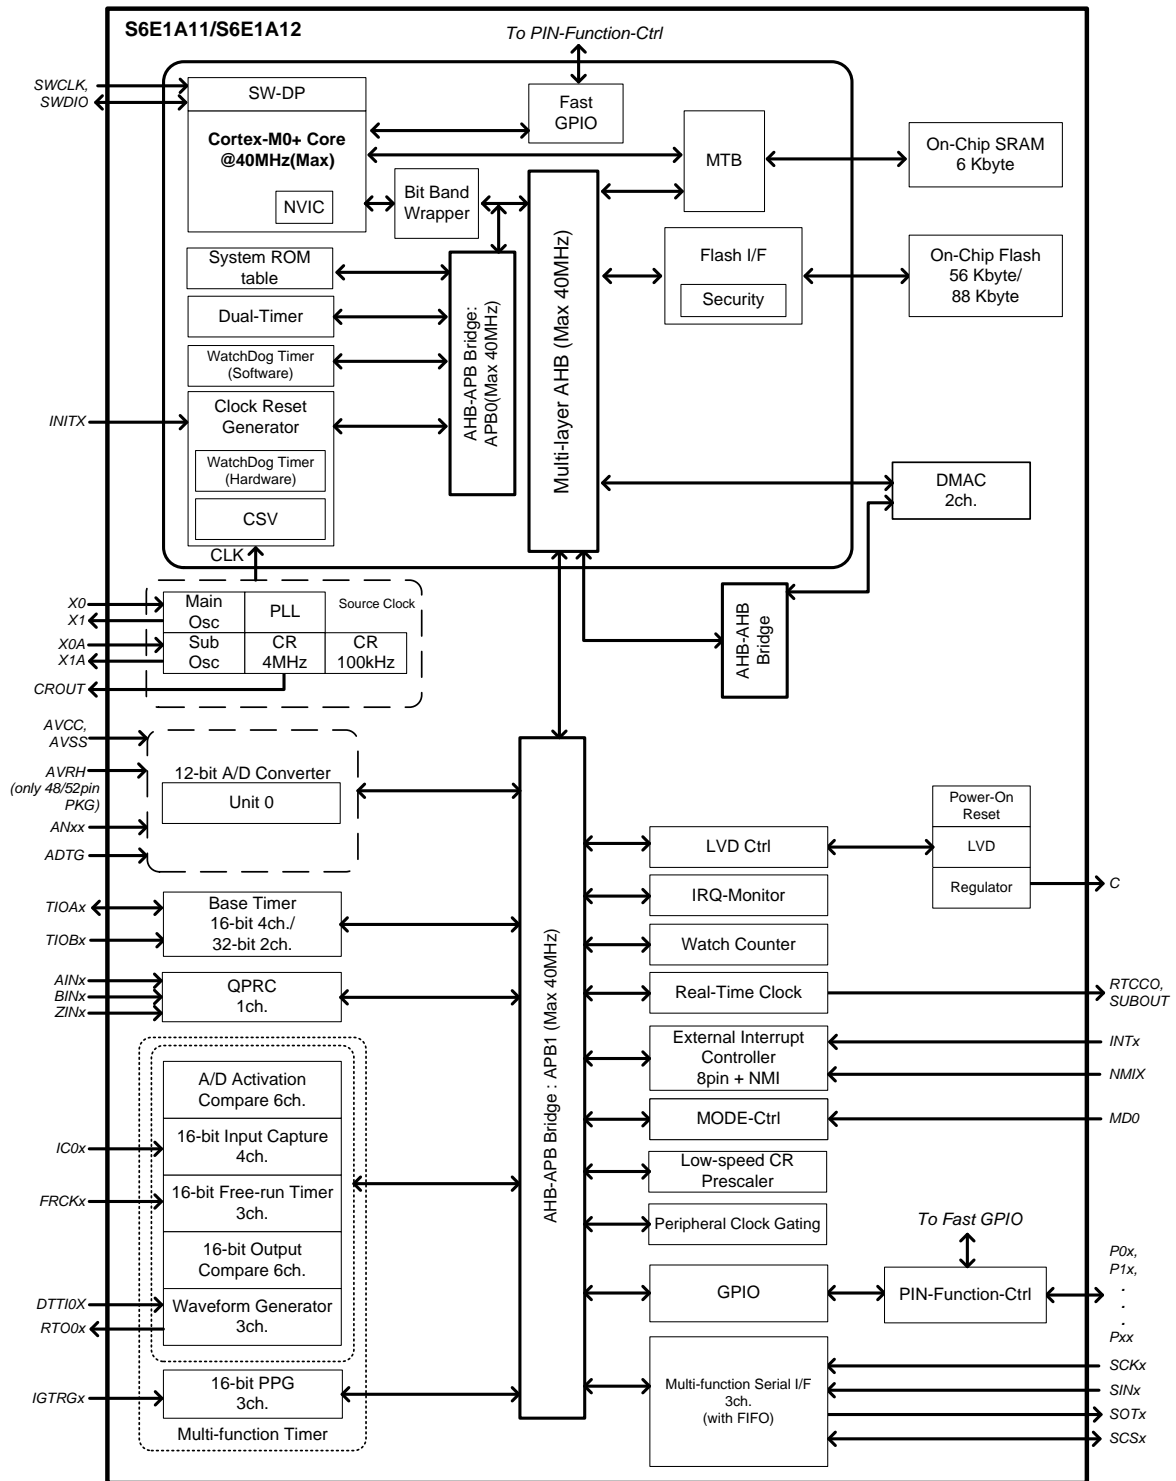 S6E1A11/S6E1A12
To PIN-Function-Ctrl
SWCLK,
SWDIO
SW-DP
Cortex-M0+ Core
@40MHz(Max)
NVIC
Fast
GPIO
Bit Band
Wrapper
MTB
On-Chip SRAM
6 Kbyte
Multi-layer AHB (Max 40MHz)
Flash I/F
Security
On-Chip Flash
56 Kbyte/
88 Kbyte
System ROM
table
Dual-Timer
WatchDog Timer
(Software)
AHB-APB Bridge:
APB0(Max 40MHz)
INITX
Clock Reset
Generator
WatchDog Timer
(Hardware)
CSV
CLK
DMAC
2ch.
AHB-AHB
Bridge
X0
X1
X0A
X1A
CROUT
Main
Osc
PLL
Source Clock
Sub
Osc
CR
4MHz
CR
100kHz
AVCC,
AVSS
AVRH
(only 48/52pin
PKG)
ANxx
ADTG
12-bit A/D Converter
Unit 0
AHB-APB Bridge : APB1 (Max 40MHz)
LVD Ctrl
Power-On
Reset
LVD
Regulator
C
IRQ-Monitor
TIOAx
TIOBx
Base Timer
16-bit 4ch./
32-bit 2ch.
Watch Counter
AINx
BINx
ZINx
QPRC
1ch.
Real-Time Clock
RTCCO,
SUBOUT
External Interrupt
Controller
8pin + NMI
INTx
NMIX
A/D Activation
Compare 6ch.
MODE-Ctrl
MD0
IC0x
16-bit Input Capture
4ch.
Low-speed CR
Prescaler
FRCKx
16-bit Free-run Timer
3ch.
Peripheral Clock Gating
To Fast GPIO
16-bit Output
Compare 6ch.
GPIO
PIN-Function-Ctrl
P0x,
P1x,
.
.
.
Pxx
DTTI0X
RTO0x
Waveform Generator
3ch.
IGTRGx
16-bit PPG
3ch.
Multi-function Timer
Multi-function Serial I/F
3ch.
(with FIFO)
SCKx
SINx
SOTx
SCSx